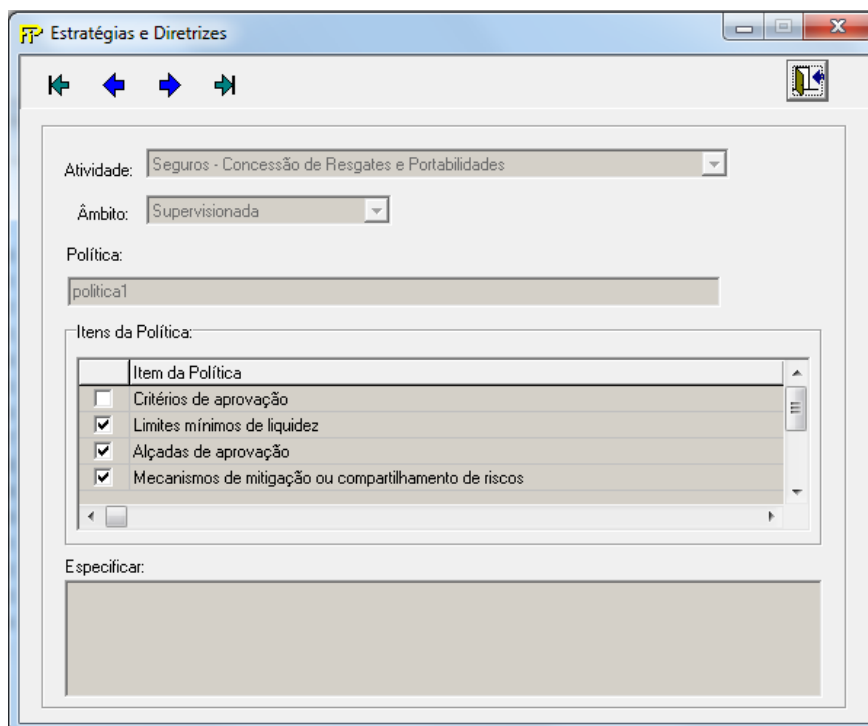 FIP Estratégias e Diretrizes
Atividade: Seguros - Concessão de Resgates e Portabilidades
Âmbito: Supervisionada
Política:
politica1
Itens da Política:
Item da Política
Critérios de aprovação
Limites mínimos de liquidez
Alçadas de aprovação
Mecanismos de mitigação ou compartilhamento de riscos
Especificar: